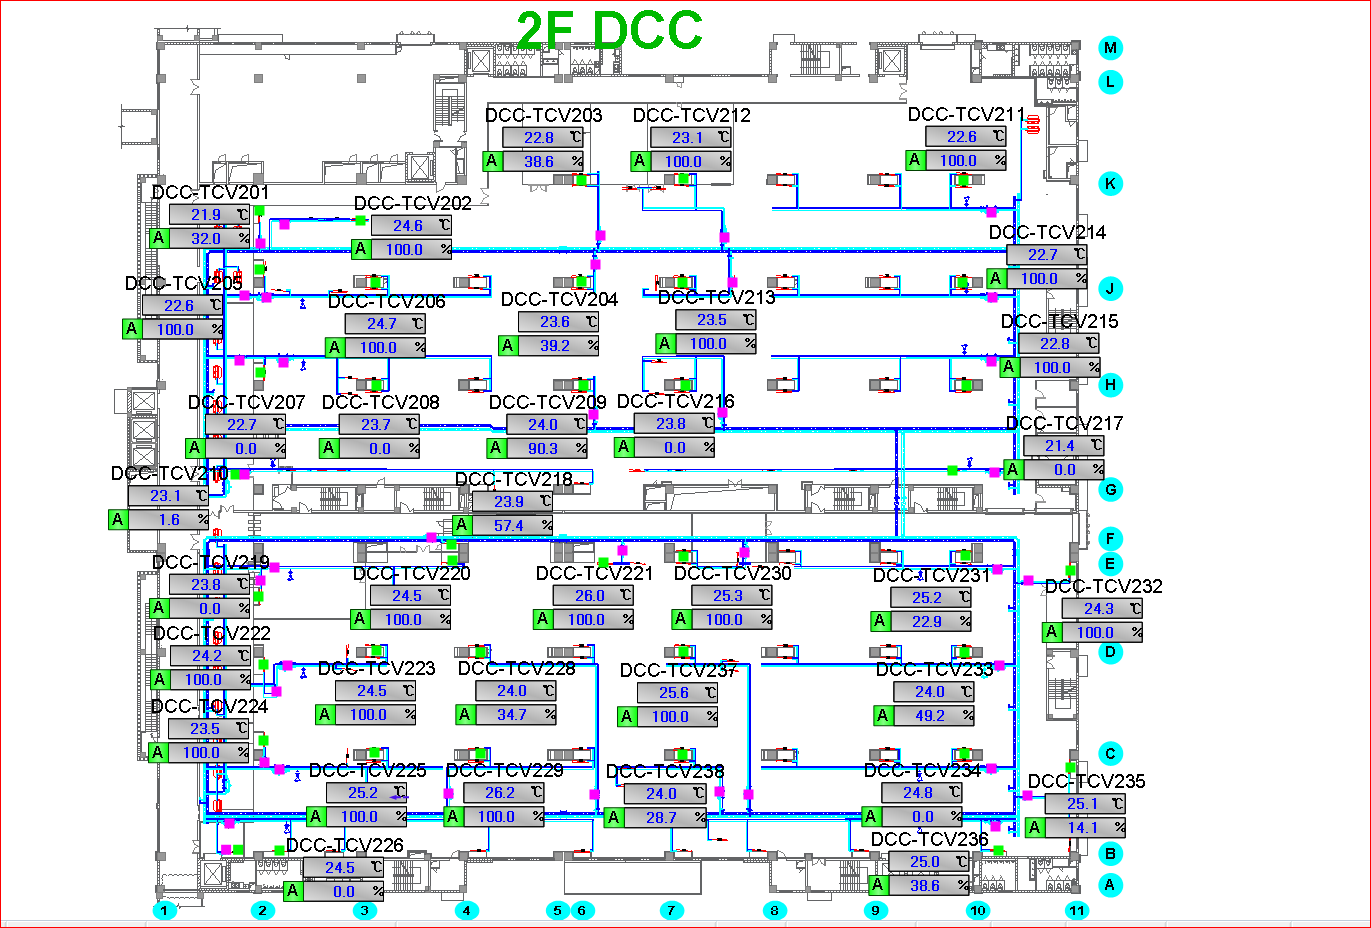 2F DCC
M
L
DCC-TCV203
22.8 ℃
A 38.6 %
DCC-TCV212
23.1 ℃
A 100.0 %
DCC-TCV211
22.6 ℃
A 100.0 %
K
DCC-TCV201
21.9 ℃
A 32.0 %
DCC-TCV202
24.6 ℃
A 100.0 %
DCC-TCV214
22.7 ℃
A 100.0 %
J
DCC-TCV205
22.6 ℃
A 100.0 %
DCC-TCV206
24.7 ℃
A 100.0 %
DCC-TCV204
23.6 ℃
A 39.2 %
DCC-TCV213
23.5 ℃
A 100.0 %
DCC-TCV215
22.8 ℃
A 100.0 %
H
DCC-TCV207
22.7 ℃
A 0.0 %
DCC-TCV208
23.7 ℃
A 0.0 %
DCC-TCV209
24.0 ℃
A 90.3 %
DCC-TCV216
23.8 ℃
A 0.0 %
DCC-TCV217
21.4 ℃
A 0.0 %
DCC-TCV210
23.1 ℃
A 1.6 %
DCC-TCV218
23.9 ℃
A 57.4 %
G
F
E
DCC-TCV219
23.8 ℃
A 0.0 %
DCC-TCV220
24.5 ℃
A 100.0 %
DCC-TCV221
26.0 ℃
A 100.0 %
DCC-TCV230
25.3 ℃
A 100.0 %
DCC-TCV231
25.2 ℃
A 22.9 %
DCC-TCV232
24.3 ℃
A 100.0 %
D
DCC-TCV222
24.2 ℃
A 100.0 %
DCC-TCV223
24.5 ℃
A 100.0 %
DCC-TCV228
24.0 ℃
A 34.7 %
DCC-TCV237
25.6 ℃
A 100.0 %
DCC-TCV233
24.0 ℃
A 49.2 %
DCC-TCV224
23.5 ℃
A 100.0 %
C
DCC-TCV225
25.2 ℃
A 100.0 %
DCC-TCV229
26.2 ℃
A 100.0 %
DCC-TCV238
24.0 ℃
A 28.7 %
DCC-TCV234
24.8 ℃
A 0.0 %
DCC-TCV235
25.1 ℃
A 14.1 %
DCC-TCV226
24.5 ℃
A 0.0 %
DCC-TCV236
25.0 ℃
A 38.6 %
B
A
1 2 3 4 5 6 7 8 9 10 11